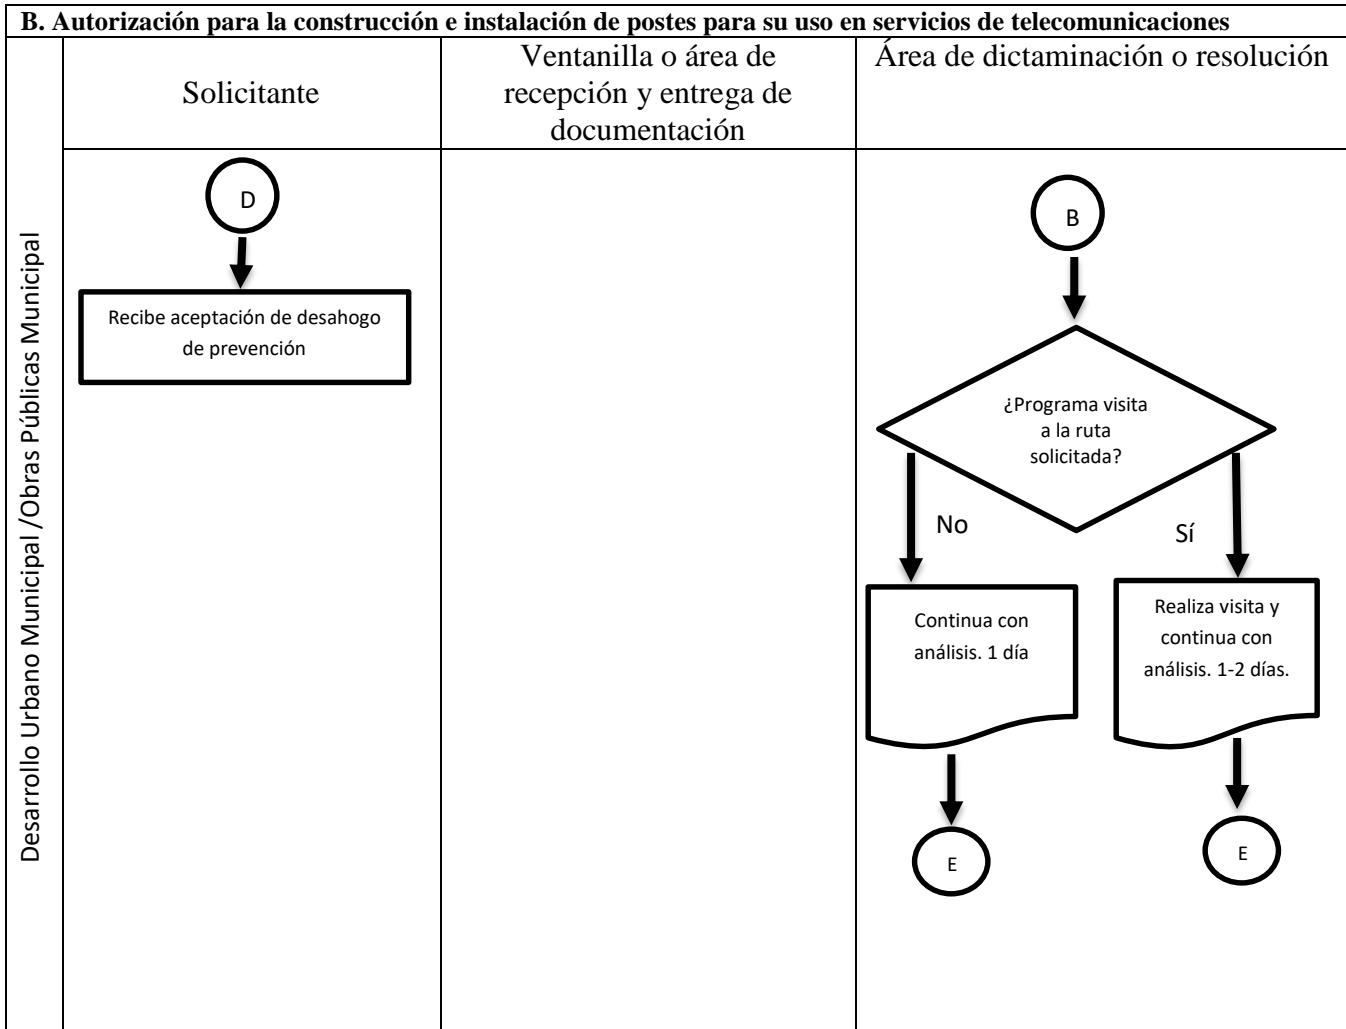 B. Autorización para la construcción e instalación de postes para su uso en servicios de telecomunicaciones
Desarrollo Urbano Municipal /Obras Públicas Municipal
Solicitante
Ventanilla o área de
recepción y entrega de
documentación
Área de dictaminación o resolución
D
Recibe aceptación de desahogo
de prevención
B
¿Programa visita
a la ruta
solicitada?
No
Sí
Continua con
análisis. 1 día
Realiza visita y
continua con
análisis. 1-2 días.
E
E